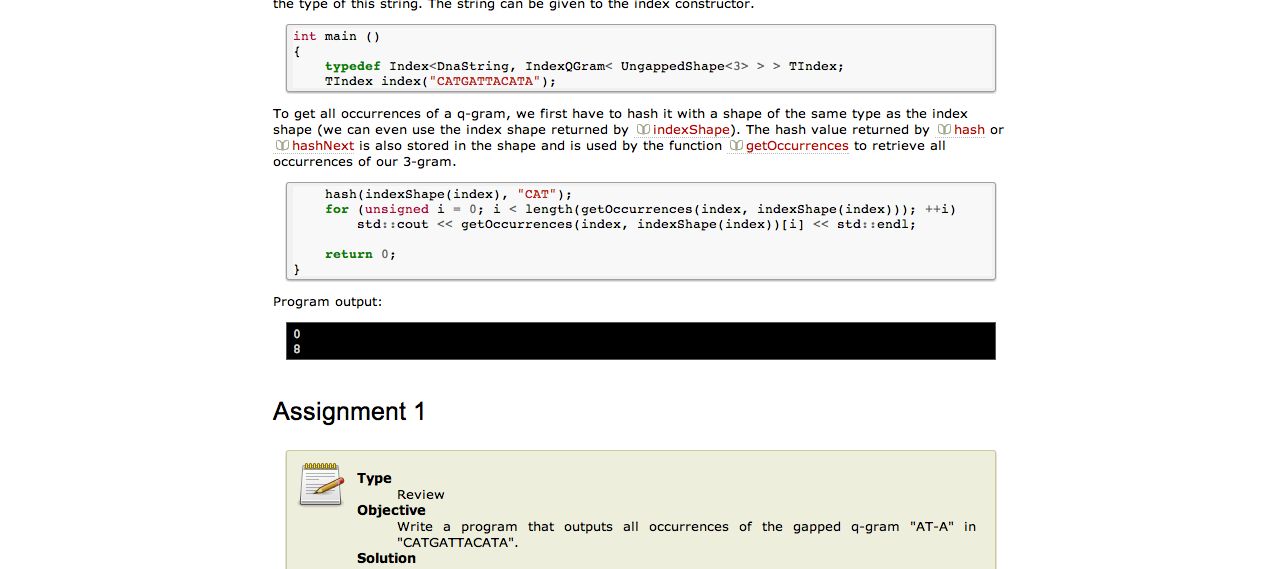 the type of this string. The string can be given to the index constructor.
int main ()
{
    typedef Index<DnaString, IndexQGram< UngappedShape<3> > > TIndex;
    TIndex index("CATGATTACATA");
To get all occurrences of a q-gram, we first have to hash it with a shape of the same type as the index
shape (we can even use the index shape returned by indexShape). The hash value returned by hash or
hashNext is also stored in the shape and is used by the function getOccurrences to retrieve all
occurrences of our 3-gram.
    hash(indexShape(index), "CAT");
    for (unsigned i = 0; i < length(getOccurrences(index, indexShape(index))); ++i)
        std::cout << getOccurrences(index, indexShape(index))[i] << std::endl;
    return 0;
}
Program output:
0
8
Assignment 1
Type
Review
Objective
Write a program that outputs all occurrences of the gapped q-gram "AT-A" in
"CATGATTACATA".
Solution